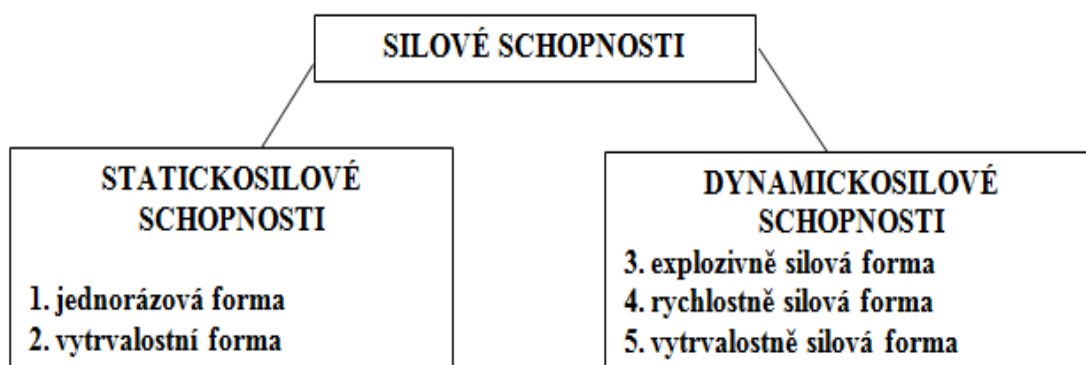 SILOVÉ SCHOPNOSTI
STATICKOSILOVÉ
SCHOPNOSTI
1. jednorázová forma
2. vytrvalostní forma
DYNAMICKOSILOVÉ
SCHOPNOSTI
3. explozivně silová forma
4. rychlostně silová forma
5. vytrvalostně silová forma